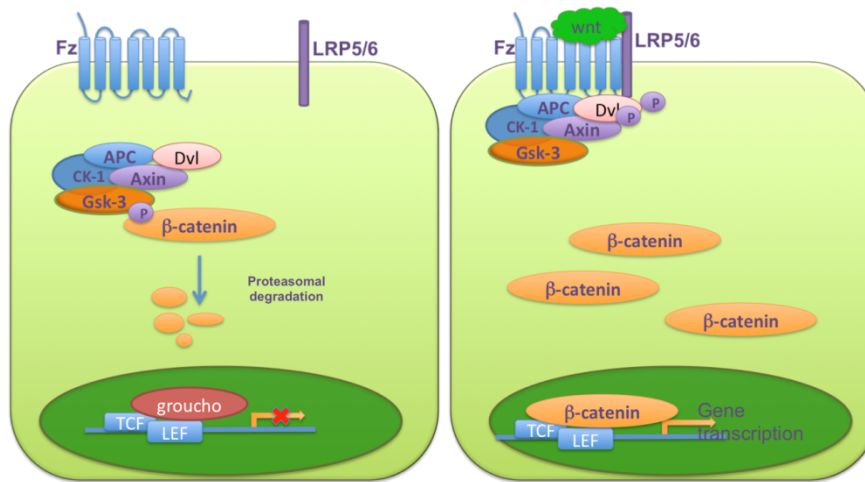 Fz
LRP5/6
APC
Dvl
CK-1
Axin
Gsk-3
P
β-catenin
Proteasomal
degradation
groucho
TCF
LEF
wnt
Fz
LRP5/6
APC
Dvl
P
P
CK-1
Axin
Gsk-3
β-catenin
β-catenin
β-catenin
β-catenin
Gene
transcription
TCF
LEF